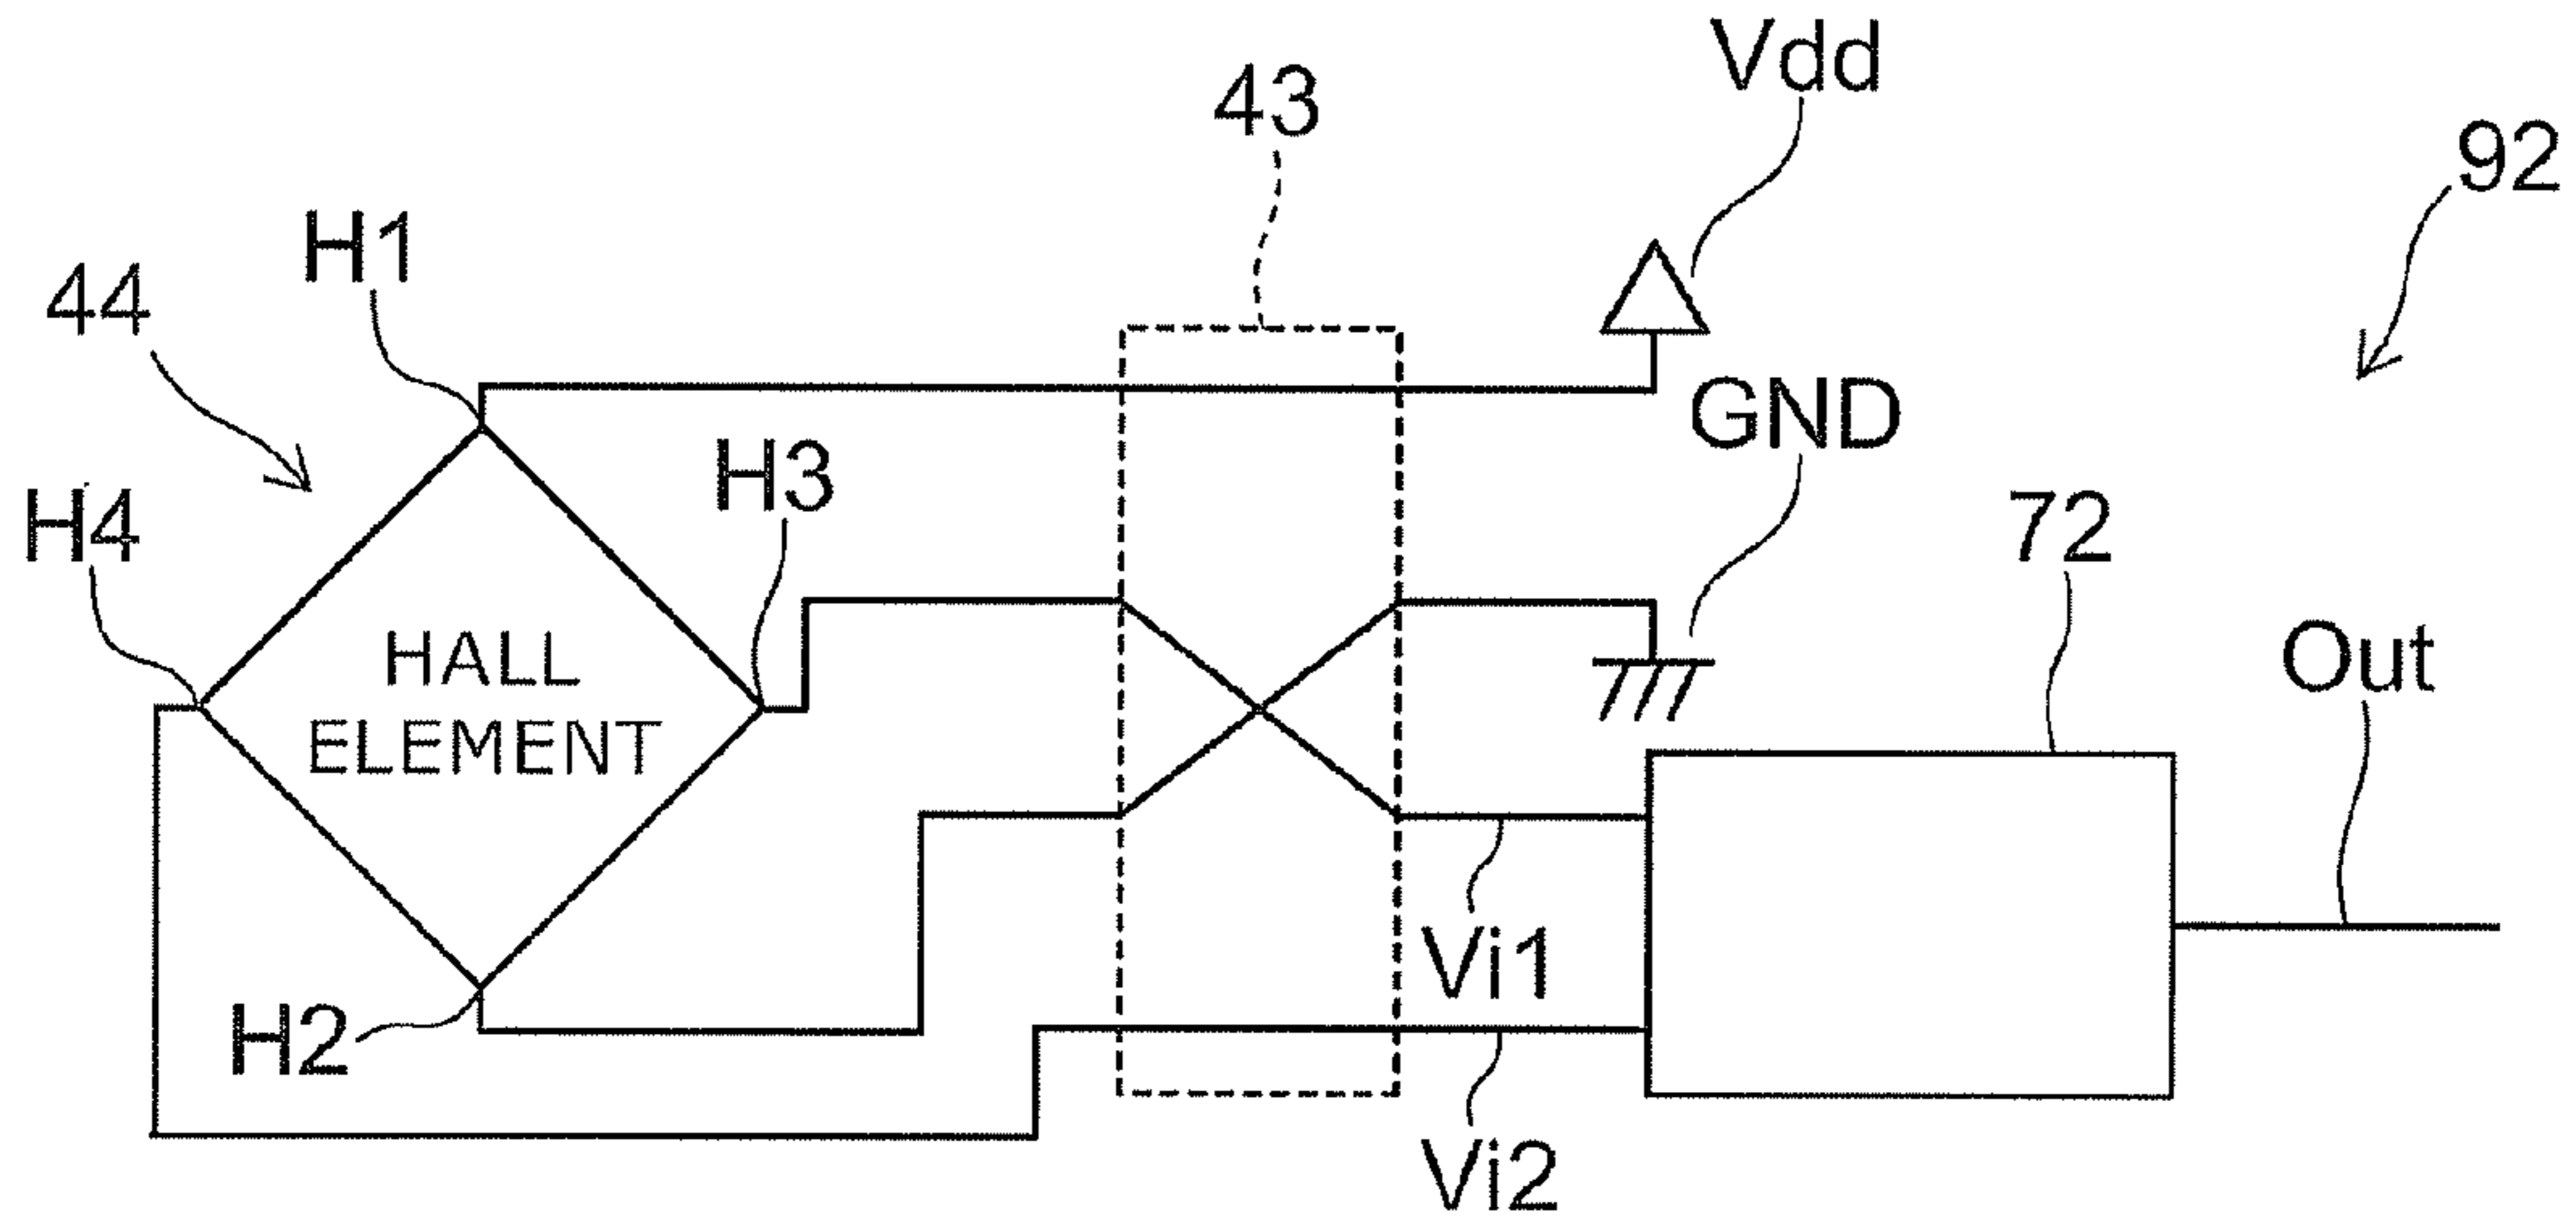 Vdd
43
92
H1
44
GND
H3
H4
72
Out
HALL
ELEMENT
Vi1
H2
Vi2